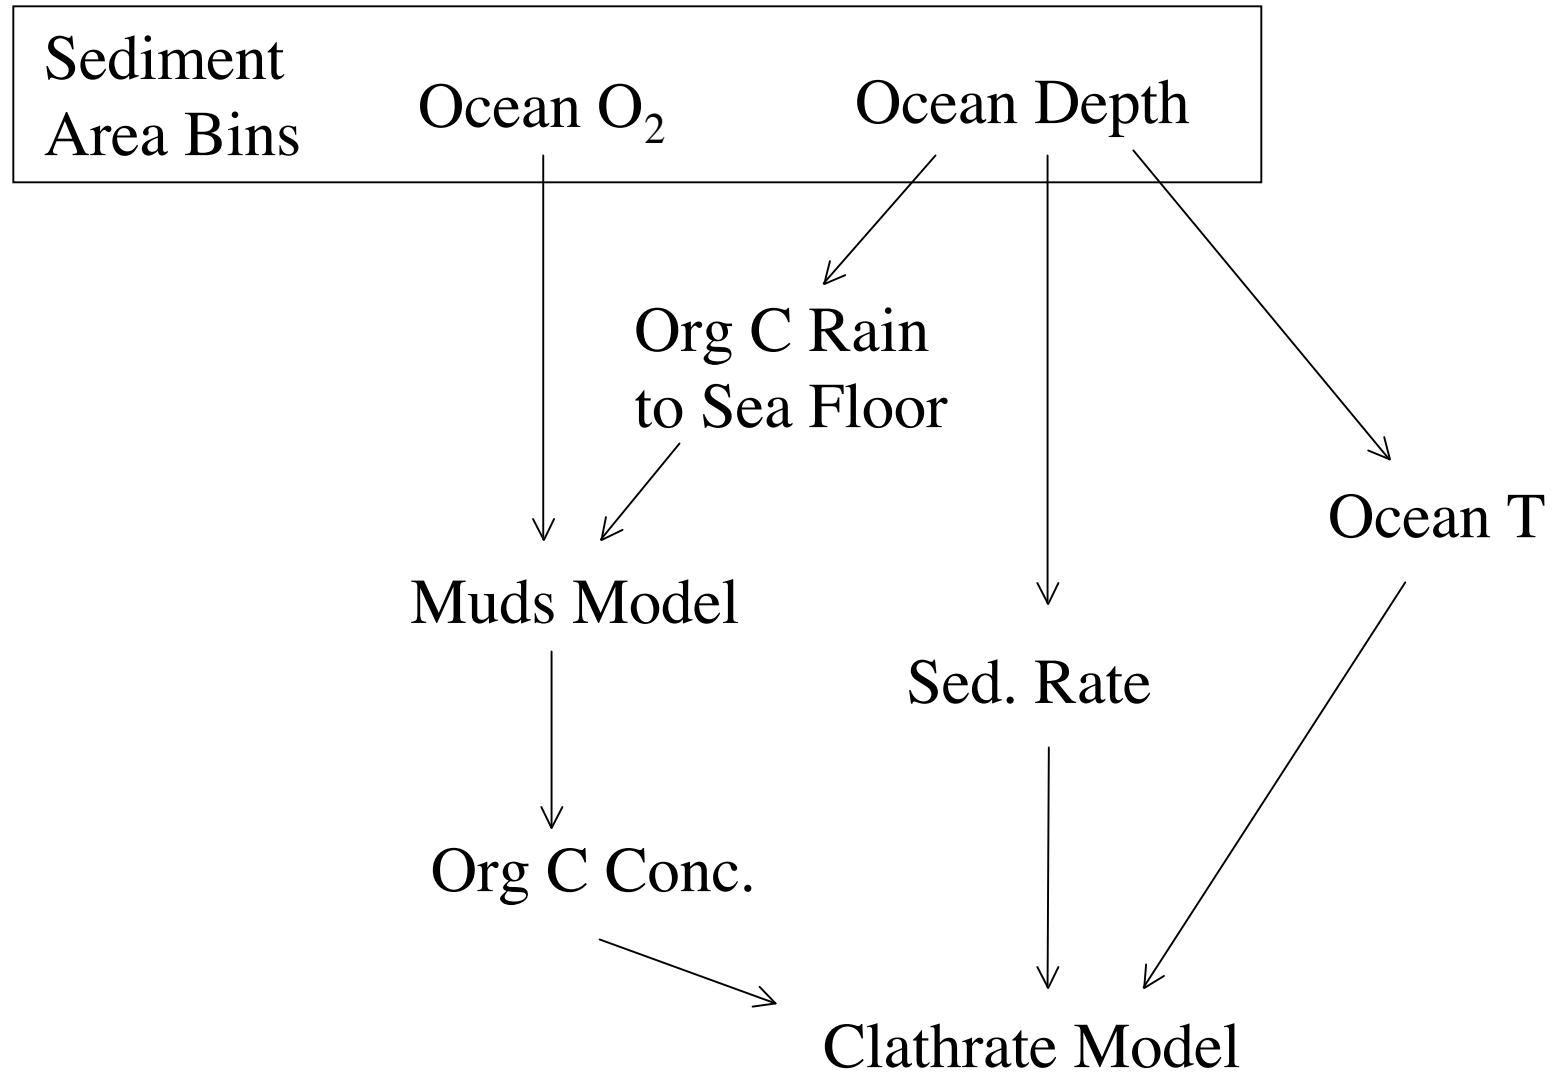 Sediment
Area Bins
Ocean O₂
Ocean Depth
Org C Rain
to Sea Floor
Ocean T
Muds Model
Sed. Rate
Org C Conc.
Clathrate Model